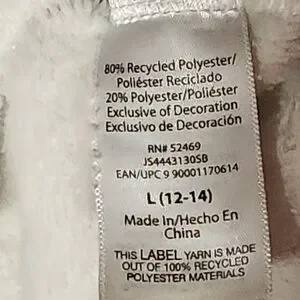 80% Recycled Polyester/
Poliéster Reciclado
20% Polyester/Poliéster
Exclusive of Decoration
Exclusivo de Decoración
RN# 52469
JS4443130SB
EAN/UPC 9 90001170614
L (12-14)
Made In/Hecho En
China
THIS LABEL YARN IS MADE
OUT OF 100% RECYCLED
POLYESTER MATERIALS